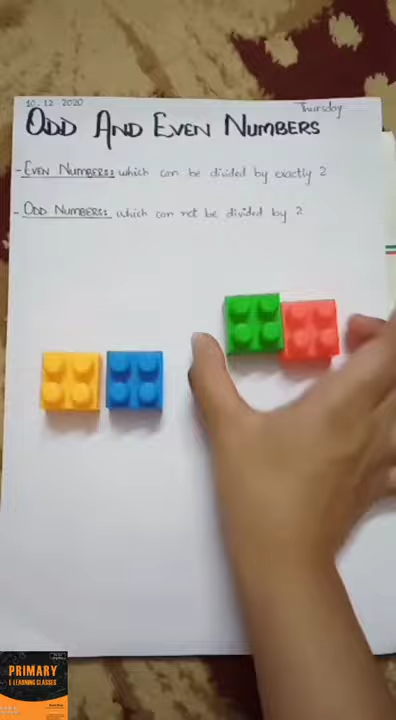 10.12.2020 Thursday
ODD AND EVEN NUMBERS
- EVEN NUMBERS: which can be divided by exactly 2
- ODD NUMBERS: which can not be divided by 2
PRIMARY
E-LEARNING CLASSES